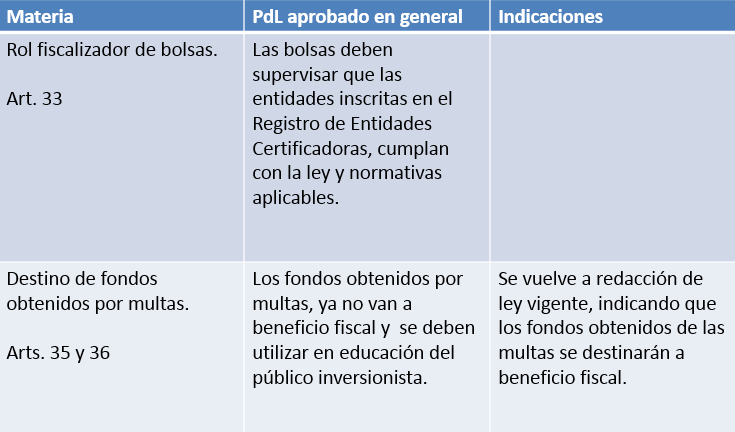 Materia
PdL aprobado en general
Indicaciones
Rol fiscalizador de bolsas.
Art. 33
Las bolsas deben
supervisar que las
entidades inscritas en el
Registro de Entidades
Certificadoras, cumplan
con la ley y normativas
aplicables.
Destino de fondos
obtenidos por multas.
Arts. 35 y 36
Los fondos obtenidos por
multas, ya no van a
beneficio fiscal y  se deben
utilizar en educación del
público inversionista.
Se vuelve a redacción de
ley vigente, indicando que
los fondos obtenidos de las
multas se destinarán a
beneficio fiscal.